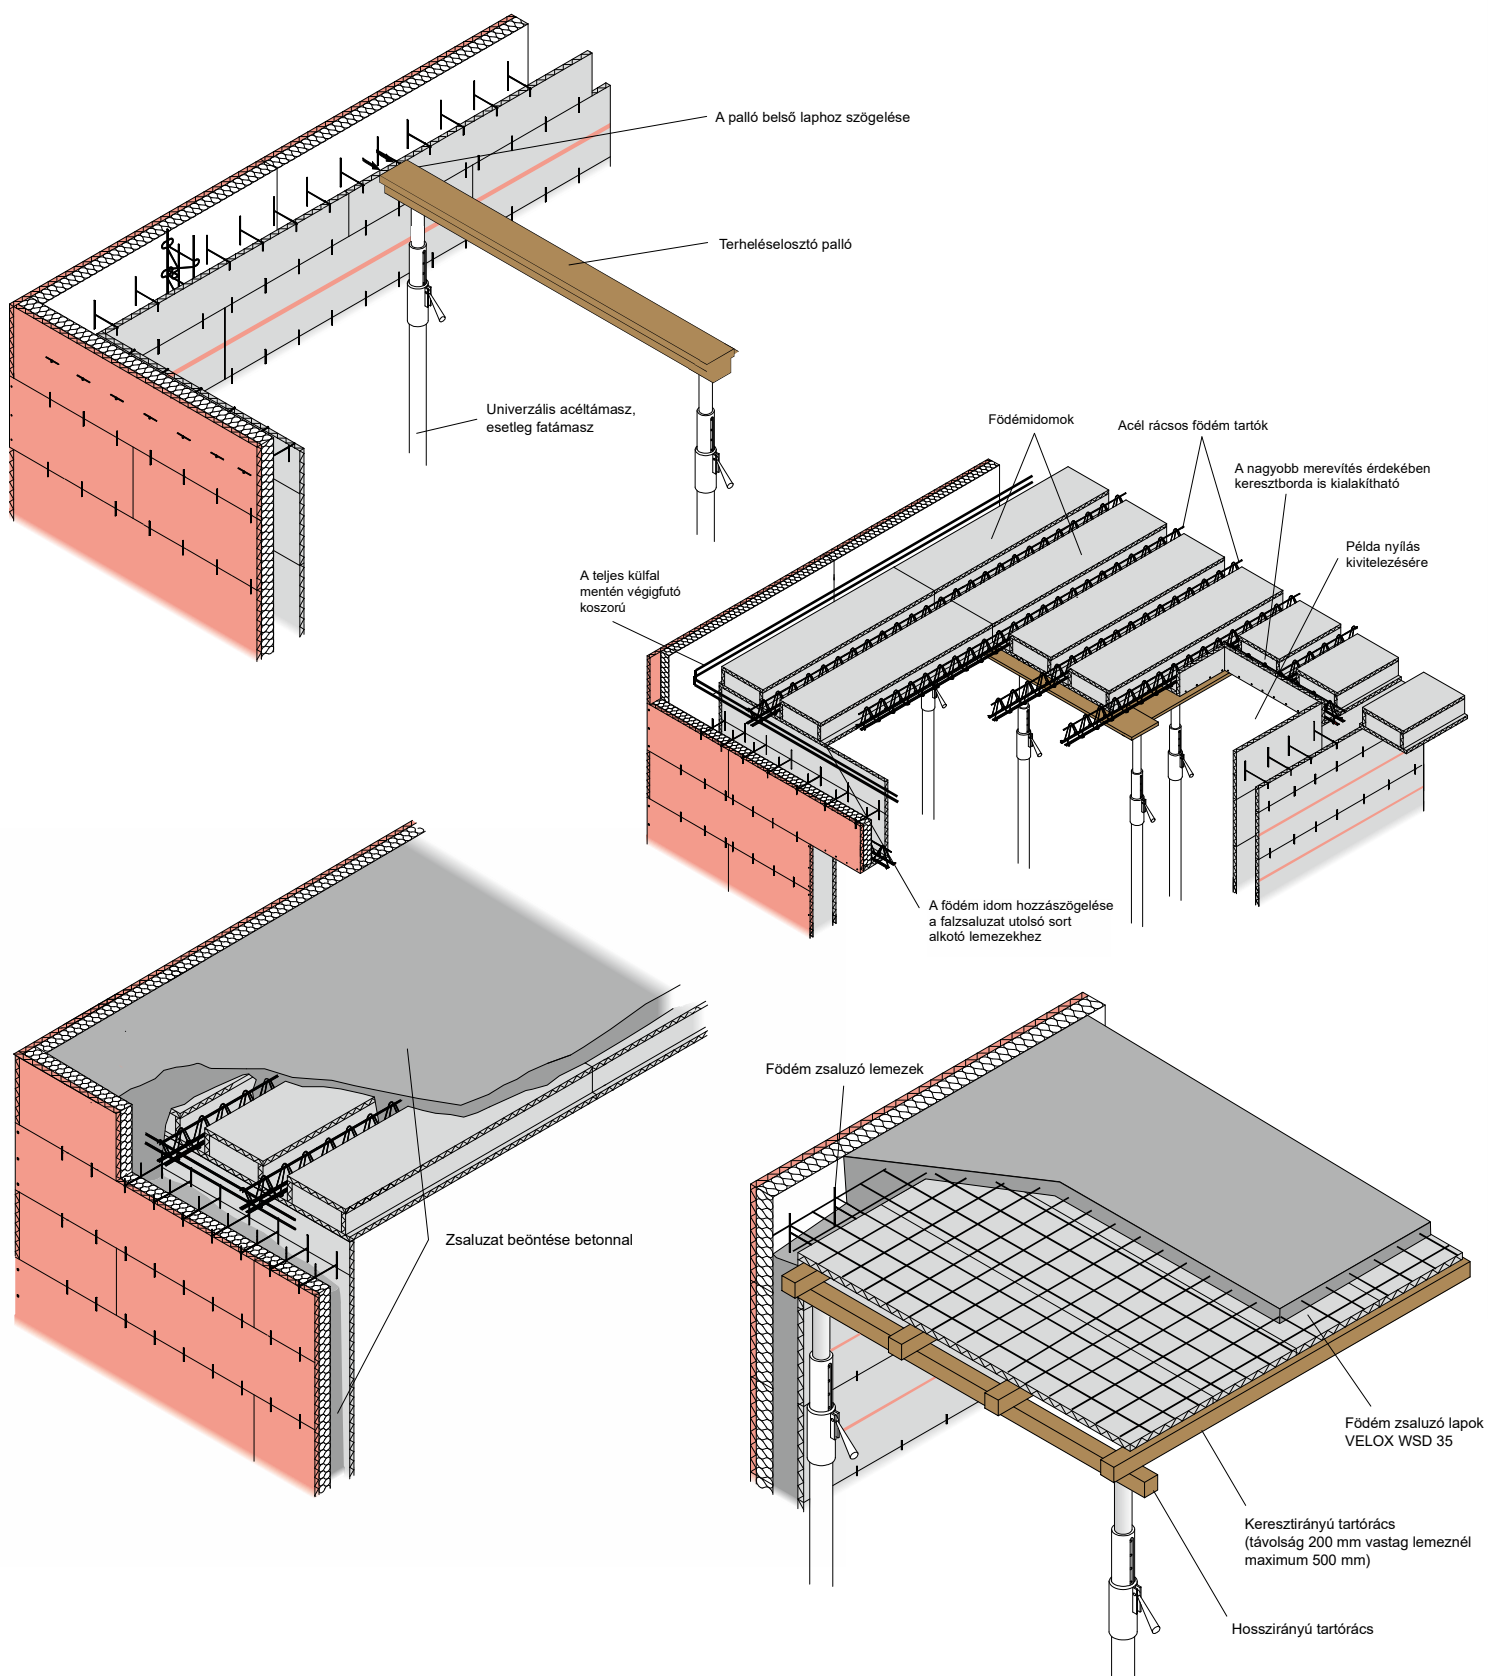 A palló belső laphoz szögelése
Terheléselosztó palló
Univerzális acéltámasz,
esetleg fatámasz
Födémidomok
Acél rácsos födém tartók
A nagyobb merevítés érdekében
keresztborda is kialakítható
Példa nyílás
kivitelezésére
A teljes külfal
mentén végigfutó
koszorú
A födém idom hozzászögelése
a falzsaluzat utolsó sort
alkotó lemezekhez
Zsaluzat beöntése betonnal
Födém zsaluzó lemezek
Födém zsaluzó lapok
VELOX WSD 35
Keresztirányú tartórács
(távolság 200 mm vastag lemeznél
maximum 500 mm)
Hosszirányú tartórács